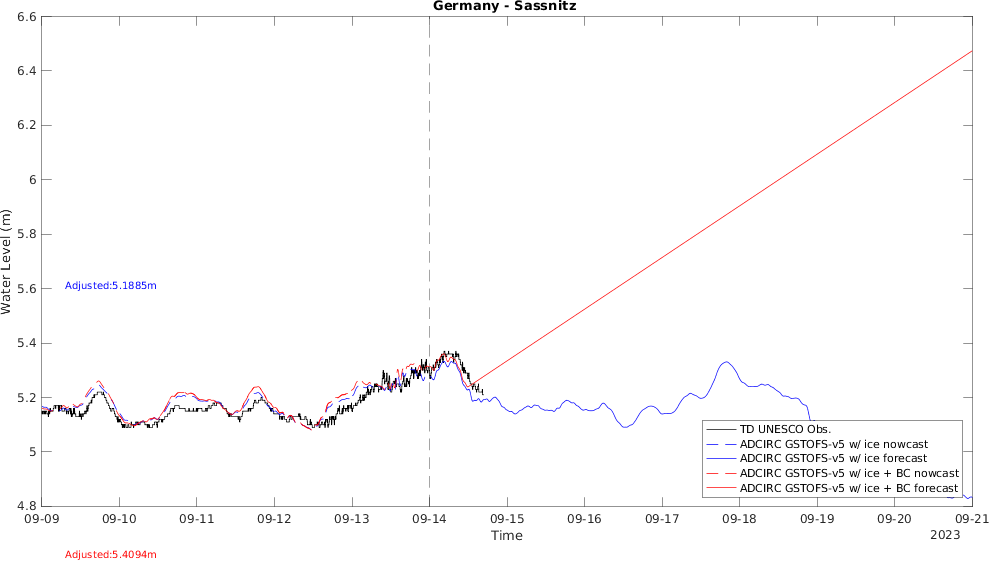 Germany - Sassnitz
6.6
6.4
6.2
6
5.8
5.6
5.4
5.2
5
4.8
Water Level (m)
Adjusted:5.1885m
TD UNESCO Obs.
ADCIRC GSTOFS-v5 w/ ice nowcast
ADCIRC GSTOFS-v5 w/ ice forecast
ADCIRC GSTOFS-v5 w/ ice + BC nowcast
ADCIRC GSTOFS-v5 w/ ice + BC forecast
09-09 09-10 09-11 09-12 09-13 09-14 09-15 09-16 09-17 09-18 09-19 09-20 09-21
Time
2023
Adjusted:5.4094m